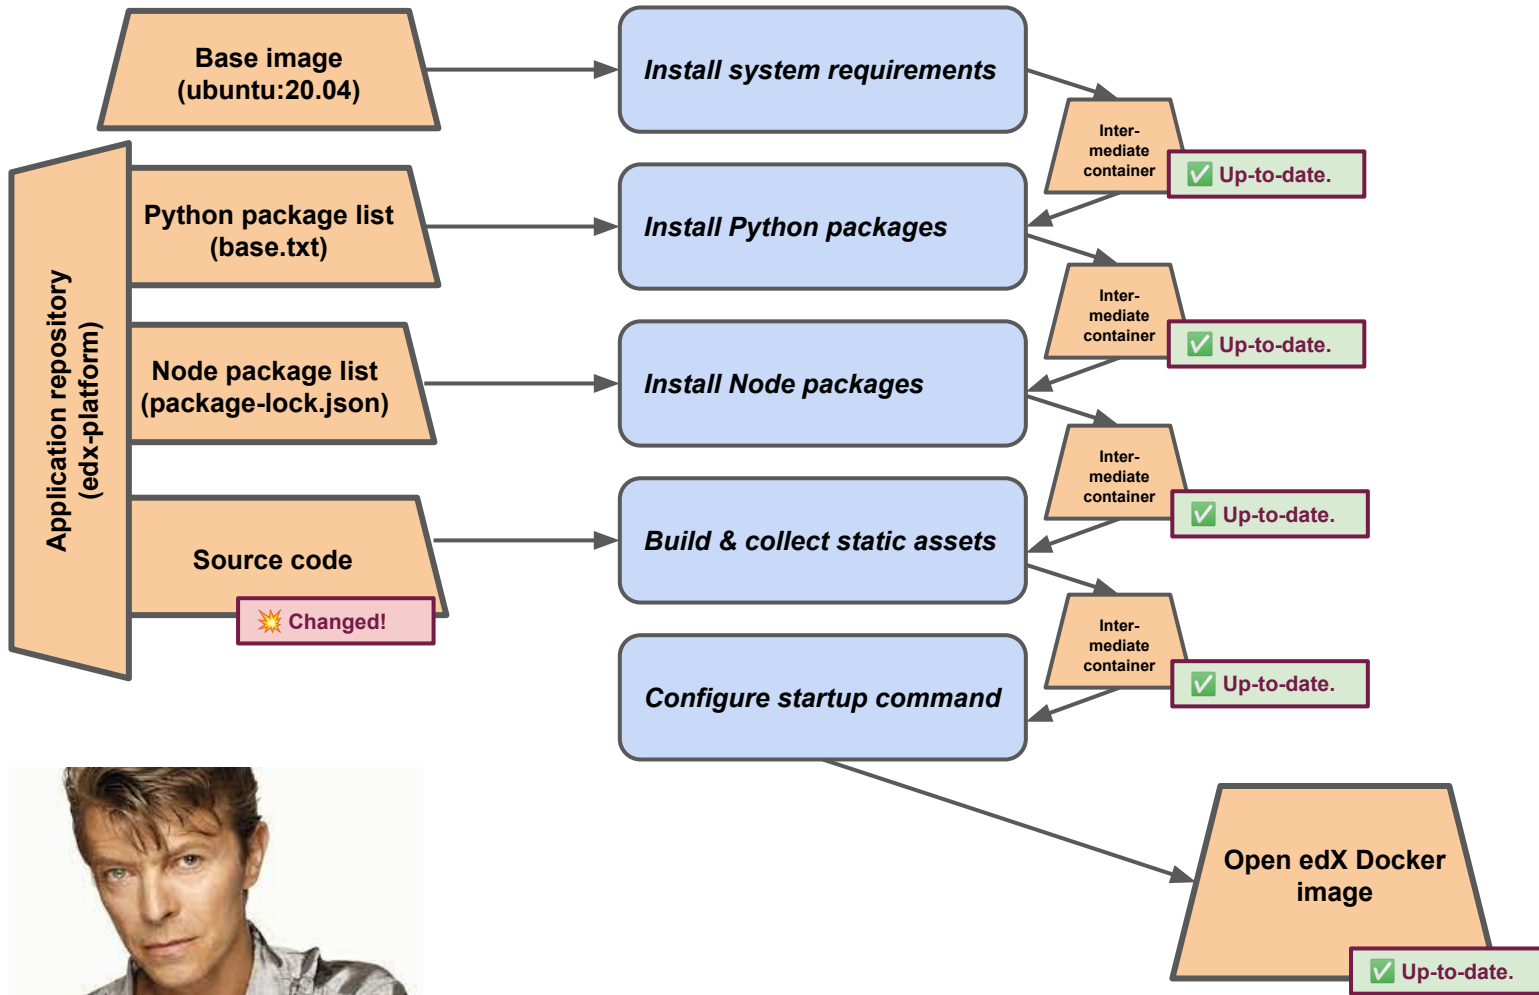 Base image
(ubuntu:20.04)
Install system requirements
Inter-
mediate
container
✅ Up-to-date.
Application repository
(edx-platform)
Python package list
(base.txt)
Install Python packages
Inter-
mediate
container
✅ Up-to-date.
Node package list
(package-lock.json)
Install Node packages
Inter-
mediate
container
✅ Up-to-date.
Source code
💥 Changed!
Build & collect static assets
Inter-
mediate
container
✅ Up-to-date.
Configure startup command
Open edX Docker
image
✅ Up-to-date.